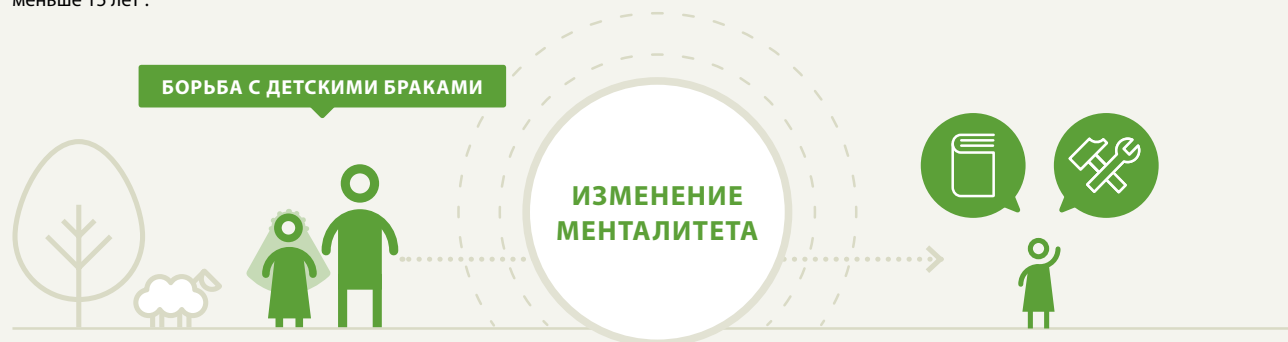 меньше 15 лет .
БОРЬБА С ДЕТСКИМИ БРАКАМИ
ИЗМЕНЕНИЕ
МЕНТАЛИТЕТА